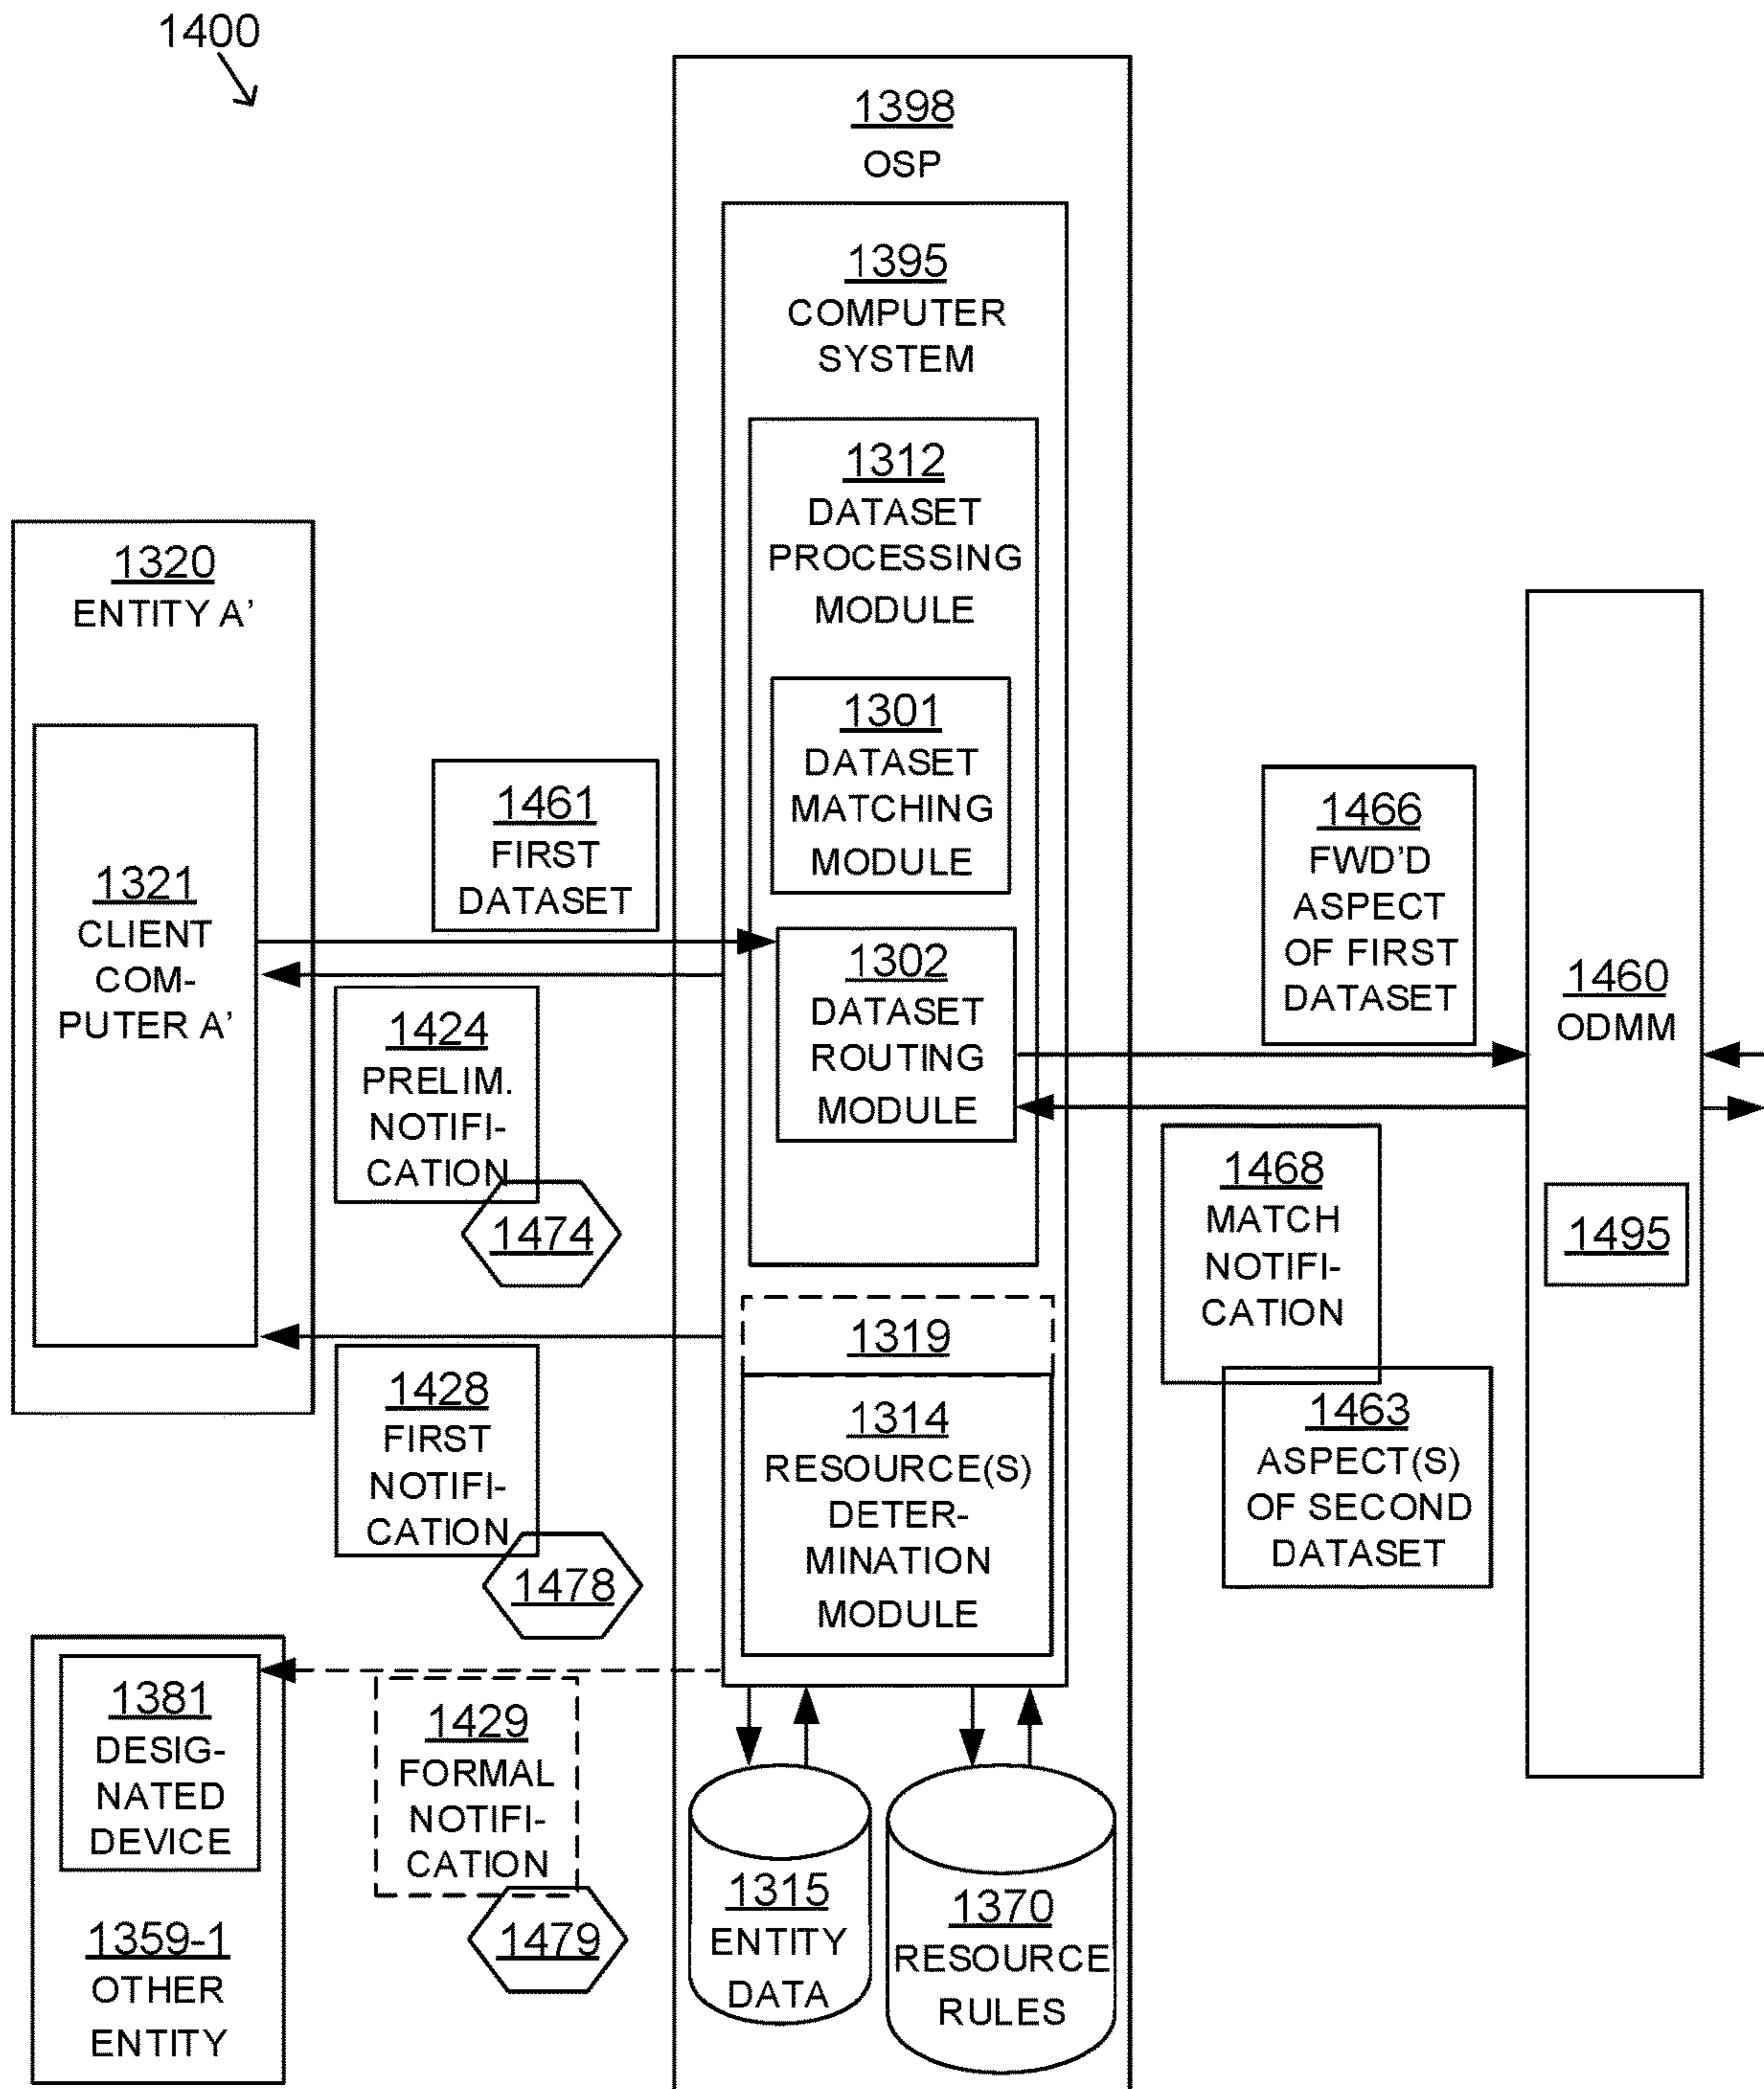 1400
1398
OSP
1395
COMPUTER
SYSTEM
1312
DATASET
PROCESSING
MODULE
1301
DATASET
MATCHING
MODULE
1302
DATASET
ROUTING
MODULE
1319
1314
RESOURCE(S)
DETER-
MINATION
MODULE
1315
ENTITY
DATA
1370
RESOURCE
RULES
1320
ENTITY A'
1321
CLIENT
COM-
PUTER A'
1461
FIRST
DATASET
1424
PRELIM.
NOTIFI-
CATION
1474
1428
FIRST
NOTIFI-
CATION
1478
1381
DESIG-
NATED
DEVICE
1359-1
OTHER
ENTITY
1429
FORMAL
NOTIFI-
CATION
1479
1466
FWD'D
ASPECT
OF FIRST
DATASET
1468
MATCH
NOTIFI-
CATION
1463
ASPECT(S)
OF SECOND
DATASET
1460
ODMM
1495